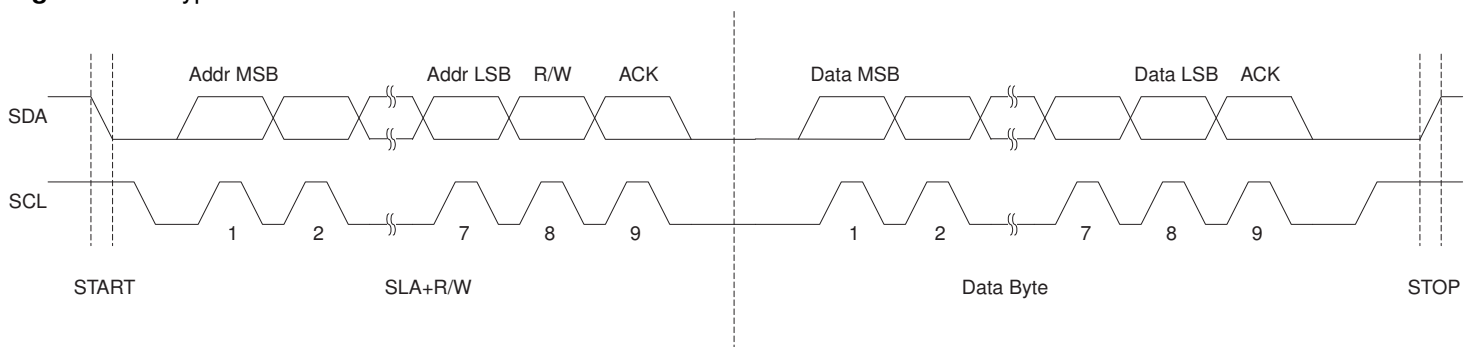 Addr MSB Addr LSB R/W ACK Data MSB Data LSB ACK
SDA
SCL
1 2 7 8 9 1 2 7 8 9
START SLA+R/W Data Byte STOP